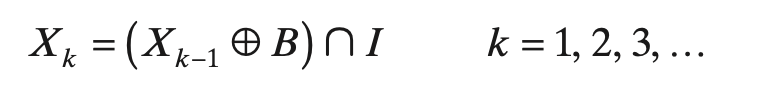 X_k = (X_{k−1} ⊕ B) ∩ I    k = 1, 2, 3, …